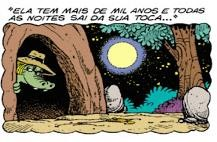 "ELA TEM MAIS DE MIL ANOS E TODAS
AS NOITES SAI DA SUA TOCA..."